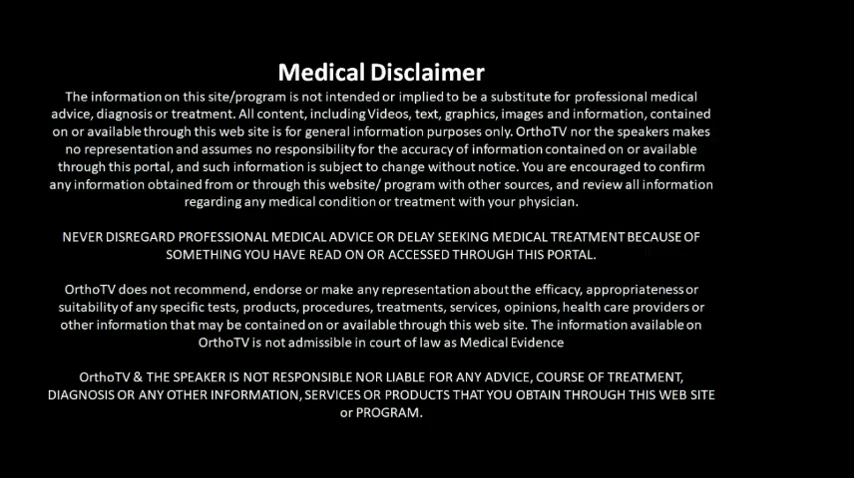 Medical Disclaimer
The information on this site/program is not intended or implied to be a substitute for professional medical
advice, diagnosis or treatment. All content, including Videos, text, graphics, images and information, contained
on or available through this web site is for general information purposes only. OrthoTV nor the speakers makes
no representation and assumes no responsibility for the accuracy of information contained on or available
through this portal, and such information is subject to change without notice. You are encouraged to confirm
any information obtained from or through this website/ program with other sources, and review all information
regarding any medical condition or treatment with your physician.
NEVER DISREGARD PROFESSIONAL MEDICAL ADVICE OR DELAY SEEKING MEDICAL TREATMENT BECAUSE OF
SOMETHING YOU HAVE READ ON OR ACCESSED THROUGH THIS PORTAL.
OrthoTV does not recommend, endorse or make any representation about the efficacy, appropriateness or
suitability of any specific tests, products, procedures, treatments, services, opinions, health care providers or
other information that may be contained on or available through this web site. The information available on
OrthoTV is not admissible in court of law as Medical Evidence
OrthoTV & THE SPEAKER IS NOT RESPONSIBLE NOR LIABLE FOR ANY ADVICE, COURSE OF TREATMENT,
DIAGNOSIS OR ANY OTHER INFORMATION, SERVICES OR PRODUCTS THAT YOU OBTAIN THROUGH THIS WEB SITE
or PROGRAM.